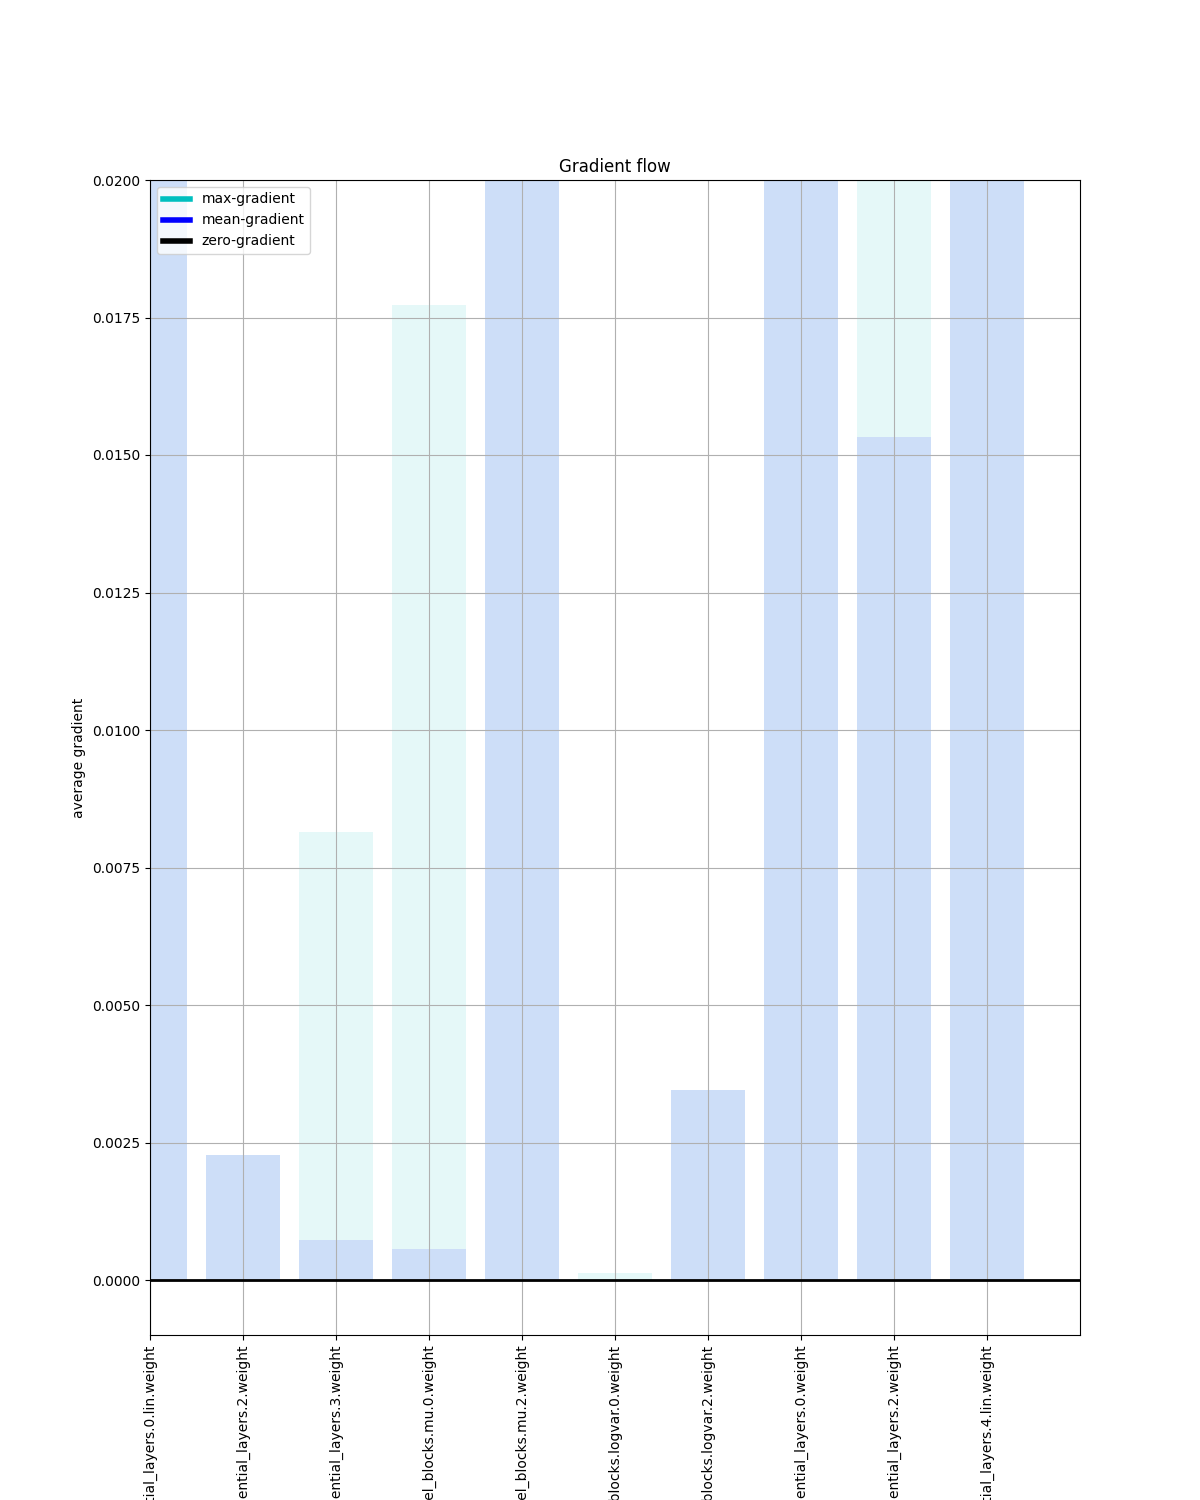 Gradient flow
max-gradient
mean-gradient
zero-gradient
0.0200
0.0175
0.0150
0.0125
0.0100
0.0075
0.0050
0.0025
0.0000
average gradient
tial_layers.0.lin.weight
ential_layers.2.weight
ential_layers.3.weight
el_blocks.mu.0.weight
el_blocks.mu.2.weight
blocks.logvar.0.weight
blocks.logvar.2.weight
ential_layers.0.weight
ential_layers.2.weight
tial_layers.4.lin.weight